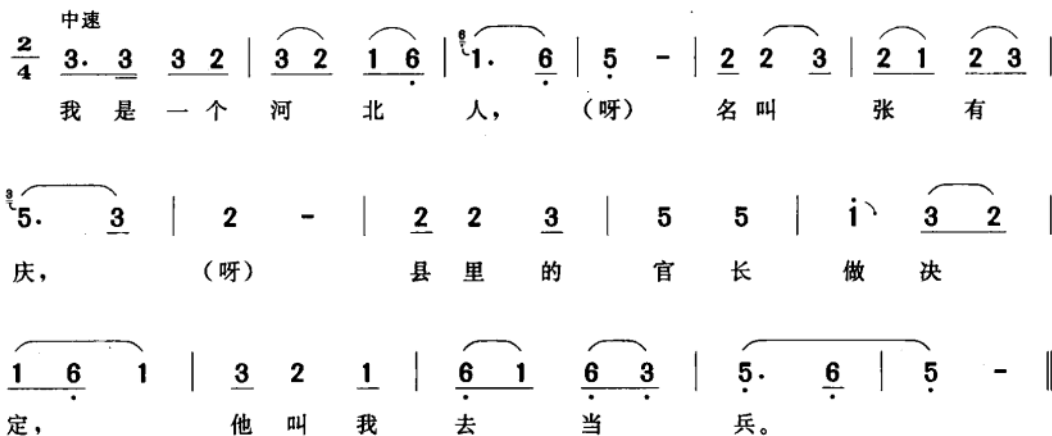 中速
2/4 3. 3 3 2 | 3 2 1 6 | 6 1. 6 | 5 - | 2 2 3 | 2 1 2 3 |
我 是 一 个 河 北 人， （呀） 名 叫 张 有
3 5. 3 | 2 - | 2 2 3 | 5 5 | i 3 2 |
庆， （呀） 县 里 的 官 长 做 决
1 6 1 | 3 2 1 | 6 1 6 3 | 5. 6 | 5 - ‖
定， 他 叫 我 去 当 兵。